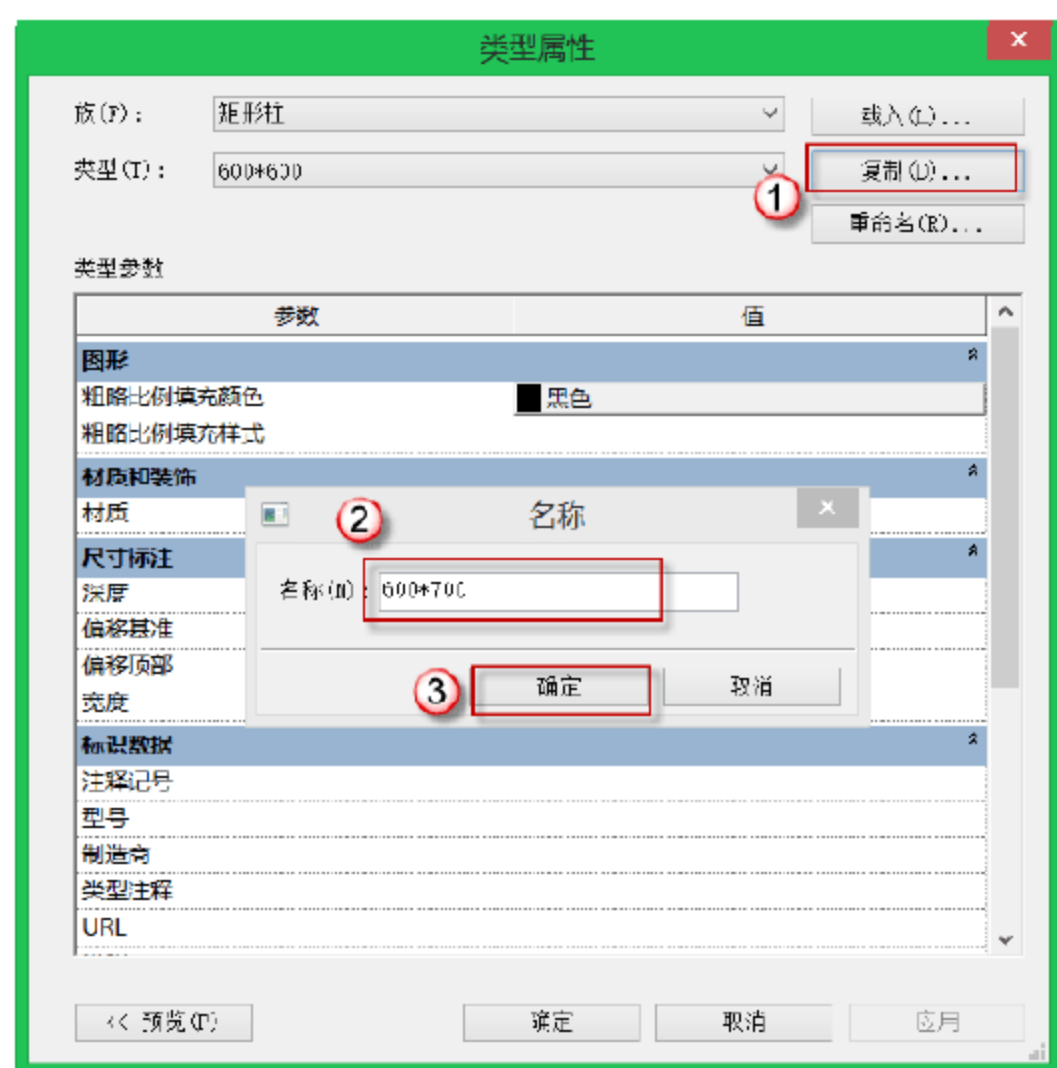 类型属性
族(F): 矩形柱 载入(L)...
类型(T): 600*600 复制(D)...
1
重命名(R)...
类型参数
参数 值
图形
粗略比例填充颜色 黑色
粗略比例填充样式
材质和装饰
材质
2 名称
尺寸标注
深度
名称(N): 600*700
偏移基准
偏移顶部
3 确定 取消
宽度
标识数据
注释记号
型号
制造商
类型注释
URL
<< 预览(P) 确定 取消 应用